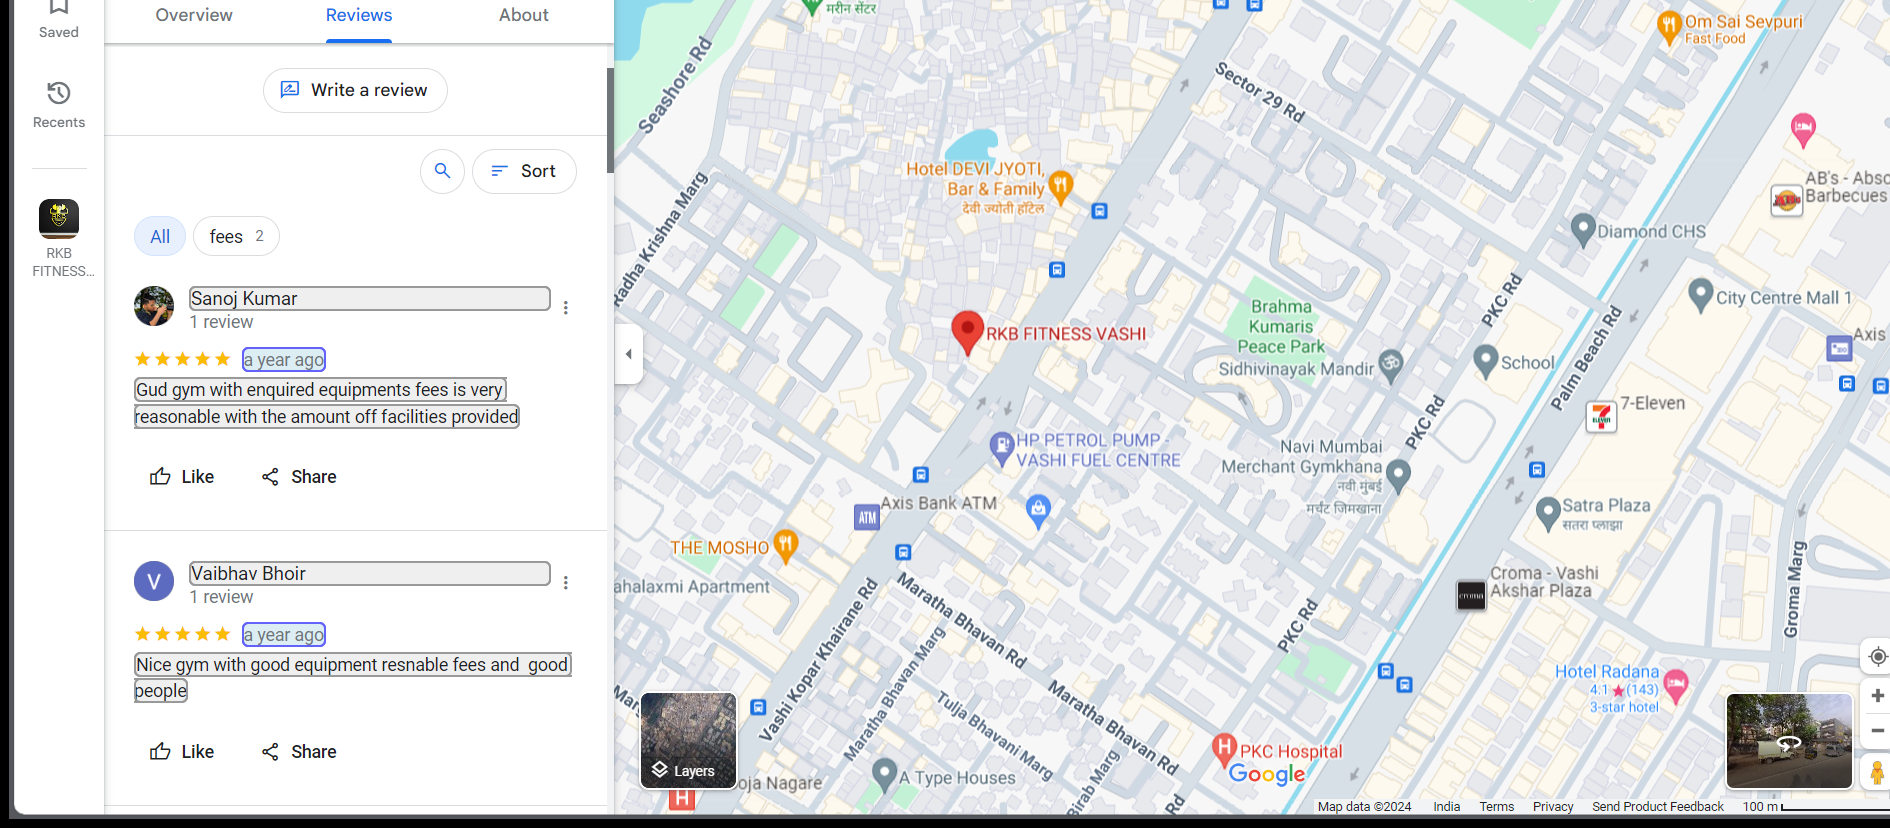 Saved
Recents
RKB
FITNESS...
Overview
Reviews
About
Write a review
Sort
All
fees 2
Sanoj Kumar
1 review
a year ago
Gud gym with enquired equipments fees is very
reasonable with the amount off facilities provided
Like
Share
Vaibhav Bhoir
1 review
V
a year ago
Nice gym with good equipment resnable fees and  good
people
Like
Share
मरीन सेंटर
Om Sai Sevpuri
Fast Food
Seashore Rd
Sector 29 Rd
Hotel DEVI JYOTI,
Bar & Family
देवी ज्योती हॉटेल
AB's - Abso
Barbecues
Radha Krishna Marg
Diamond CHS
PKC Rd
City Centre Mall 1
Brahma
Kumaris
Peace Park
RKB FITNESS VASHI
Palm Beach Rd
Axis
Sidhivinayak Mandir
School
7-Eleven
7
ELEVEN
PKC Rd
HP PETROL PUMP -
VASHI FUEL CENTRE
Navi Mumbai
Merchant Gymkhana
नवी मुंबई
मर्चंट जिमखाना
Axis Bank ATM
ATM
Satra Plaza
सतरा प्लाझा
THE MOSHO
ahalaxmi Apartment
Croma - Vashi
Akshar Plaza
croma
Groma Marg
Vashi Kopar Khairane Rd
Maratha Bhavan Rd
PKC Rd
Maratha Bhavan Marg
Hotel Radana
4.1 ★ (143)
3-star hotel
Mar
Maratha Bhavan Rd
Tulja Bhavani Marg
H PKC Hospital
Birab Marg
Rd
Layers
oja Nagare
H
A Type Houses
Google
Map data ©2024
India
Terms
Privacy
Send Product Feedback
100 m